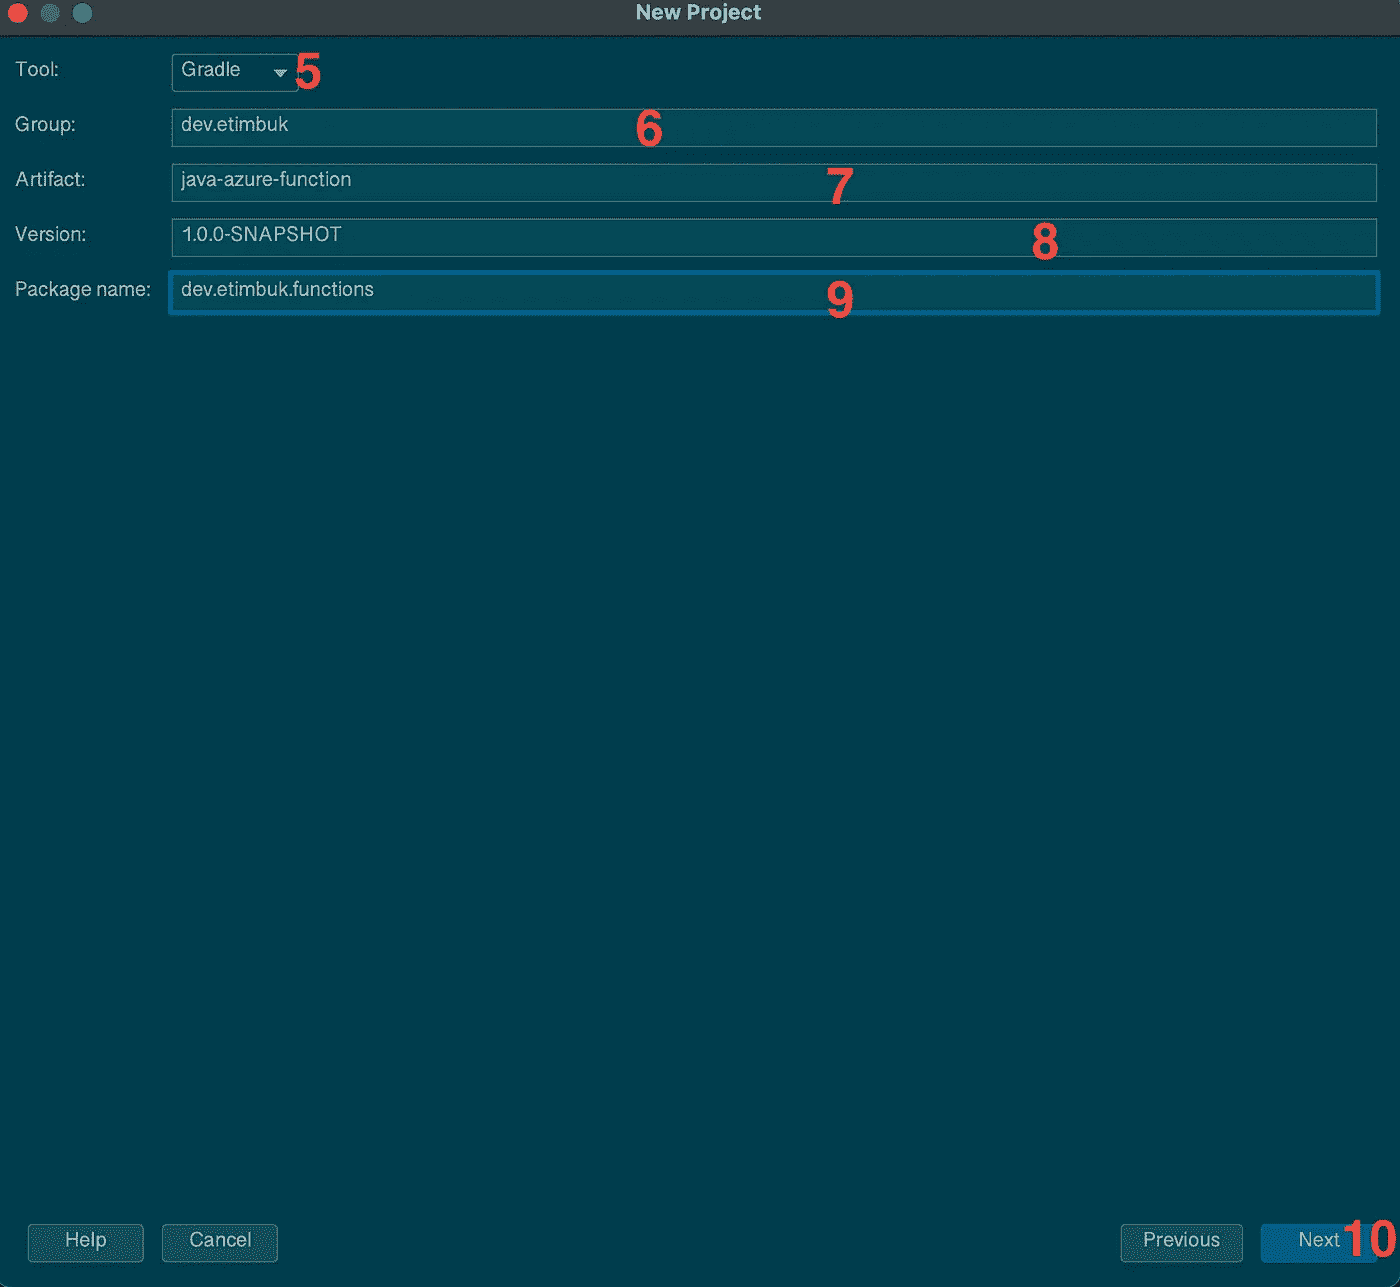 New Project
Tool: Gradle 5
Group: dev.etimbuk 6
Artifact: java-azure-function 7
Version: 1.0.0-SNAPSHOT 8
Package name: dev.etimbuk.functions 9
Help Cancel Previous Next 10